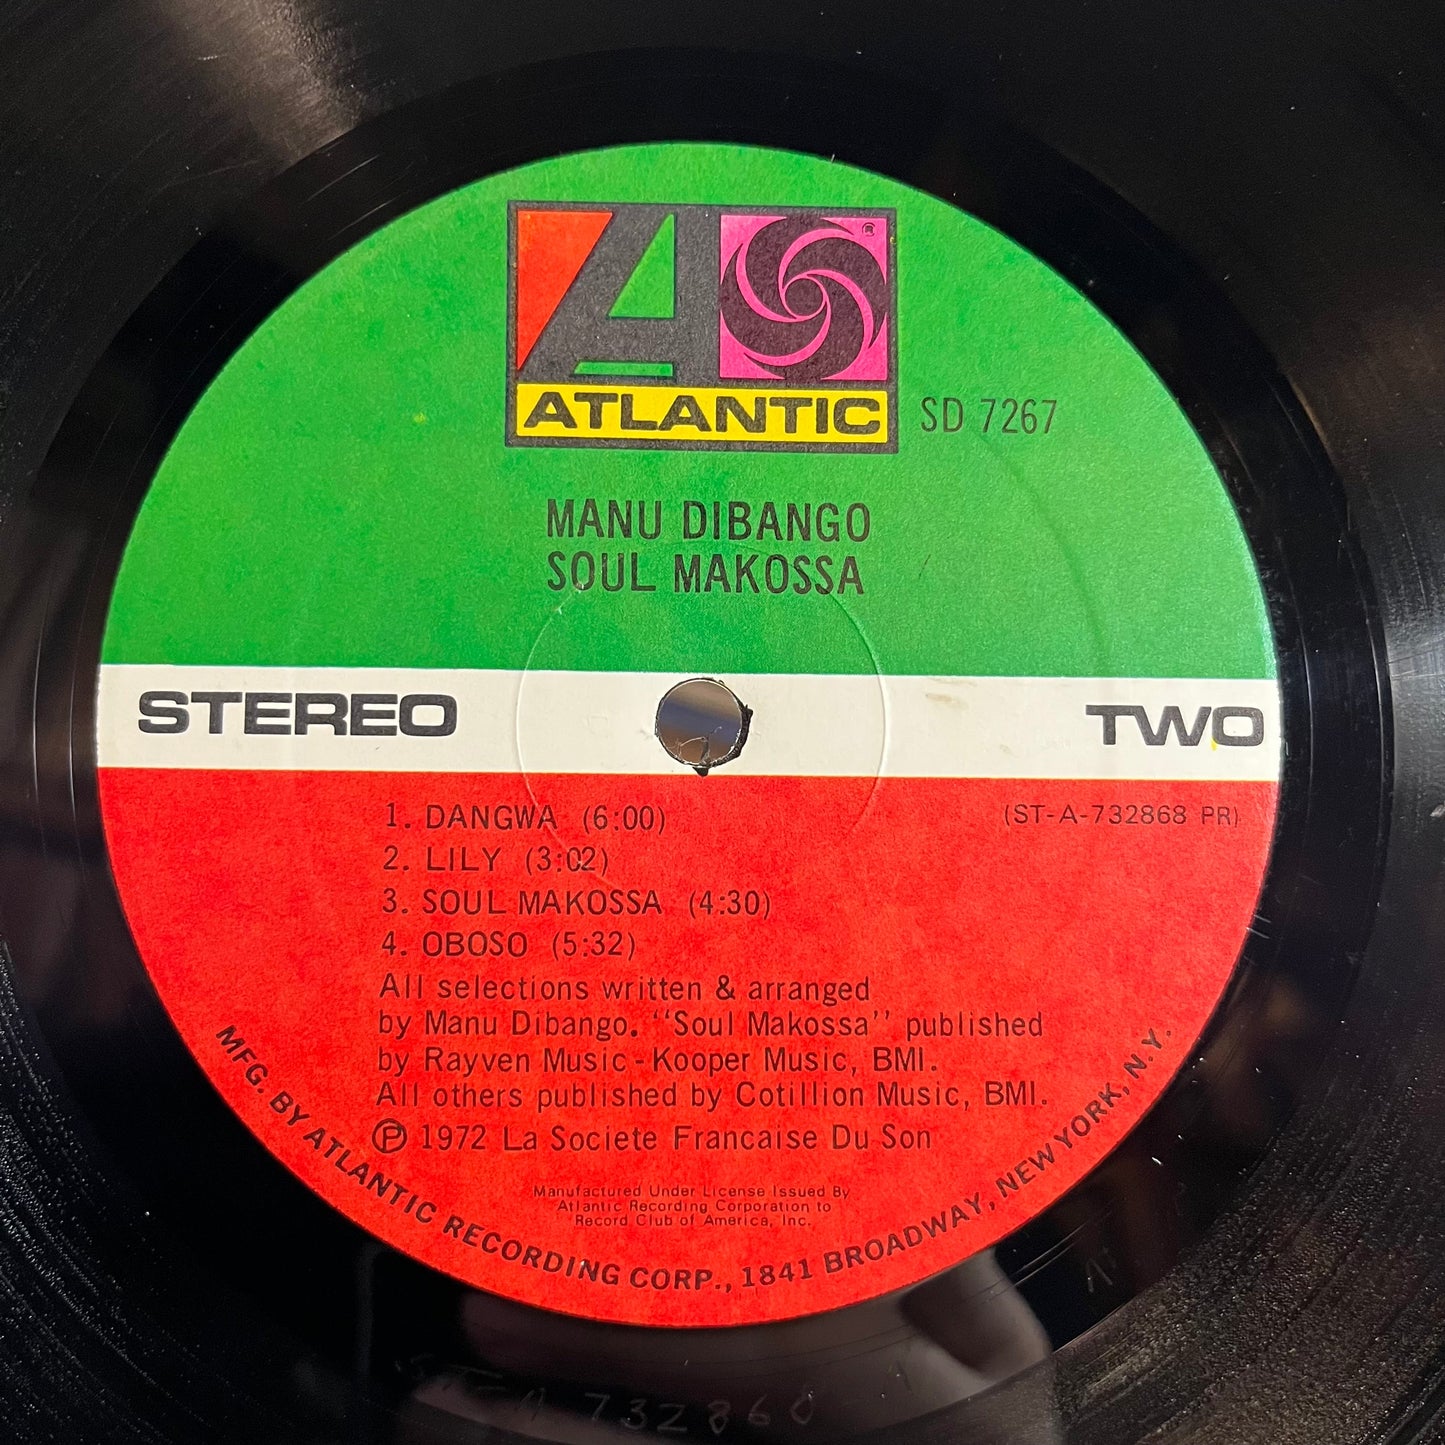 ATLANTIC
®
SD 7267
MANU DIBANGO
SOUL MAKOSSA
STEREO
TWO
1. DANGWA (6:00)
(ST-A-732868 PR)
2. LILY (3:02)
3. SOUL MAKOSSA (4:30)
4. OBOSO (5:32)
All selections written & arranged
by Manu Dibango. "Soul Makossa" published
by Rayven Music - Kooper Music, BMI.
All others published by Cotillion Music, BMI.
Ⓟ 1972 La Societe Francaise Du Son
Manufactured Under License Issued By
Atlantic Recording Corporation to
Record Club of America, Inc.
MFG. BY ATLANTIC RECORDING CORP., 1841 BROADWAY, NEW YORK, N.Y.
ST-A 732868